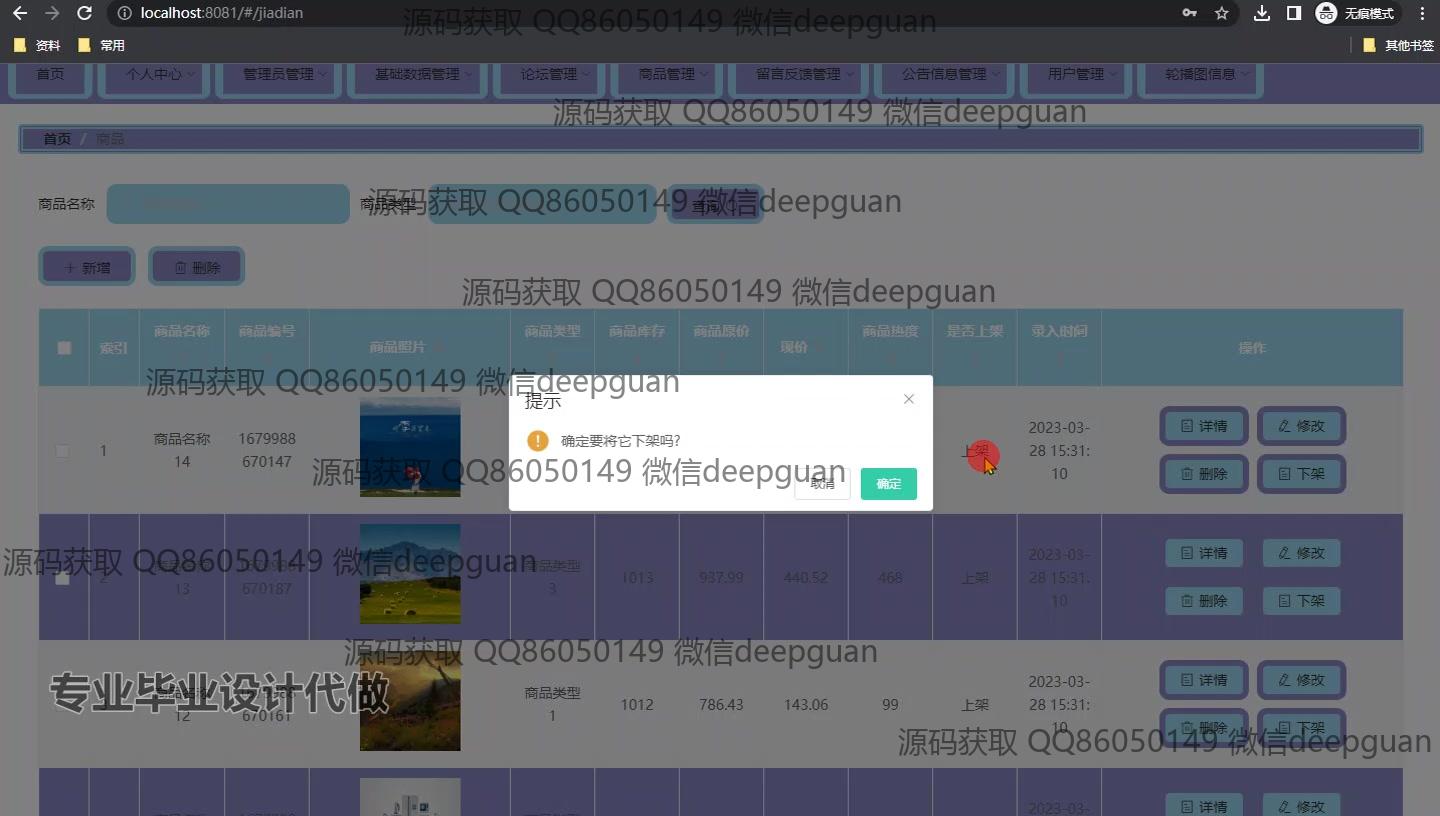 localhost:8081/#/jiadian
无痕模式
资料 常用 其他书签
源码获取 QQ86050149 微信deepguan
首页 个人中心 管理员管理 基础数据管理 论坛管理 商品管理 留言反馈管理 公告信息管理 用户管理 轮播图信息
源码获取 QQ86050149 微信deepguan
首页 / 商品
商品名称 商品类型 查询
源码获取 QQ86050149 微信deepguan
新增 删除
源码获取 QQ86050149 微信deepguan
索引 商品名称 商品编号 商品照片 商品类型 商品库存 商品原价 现价 商品热度 是否上架 录入时间 操作
源码获取 QQ86050149 微信deepguan
提示
确定要将它下架吗?
取消 确定
1 商品名称14 1679988670147 上架 2023-03-28 15:31:10 详情 修改 删除 下架
源码获取 QQ86050149 微信deepguan
2 13 670187 商品类型3 1013 937.99 440.52 468 上架 2023-03-28 15:31:10 详情 修改 删除 下架
源码获取 QQ86050149 微信deepguan
源码获取 QQ86050149 微信deepguan
12 670161 商品类型1 1012 786.43 143.06 99 上架 2023-03-28 15:31:10 详情 修改 删除 下架
专业毕业设计代做
源码获取 QQ86050149 微信deepguan
2023-03- 详情 修改